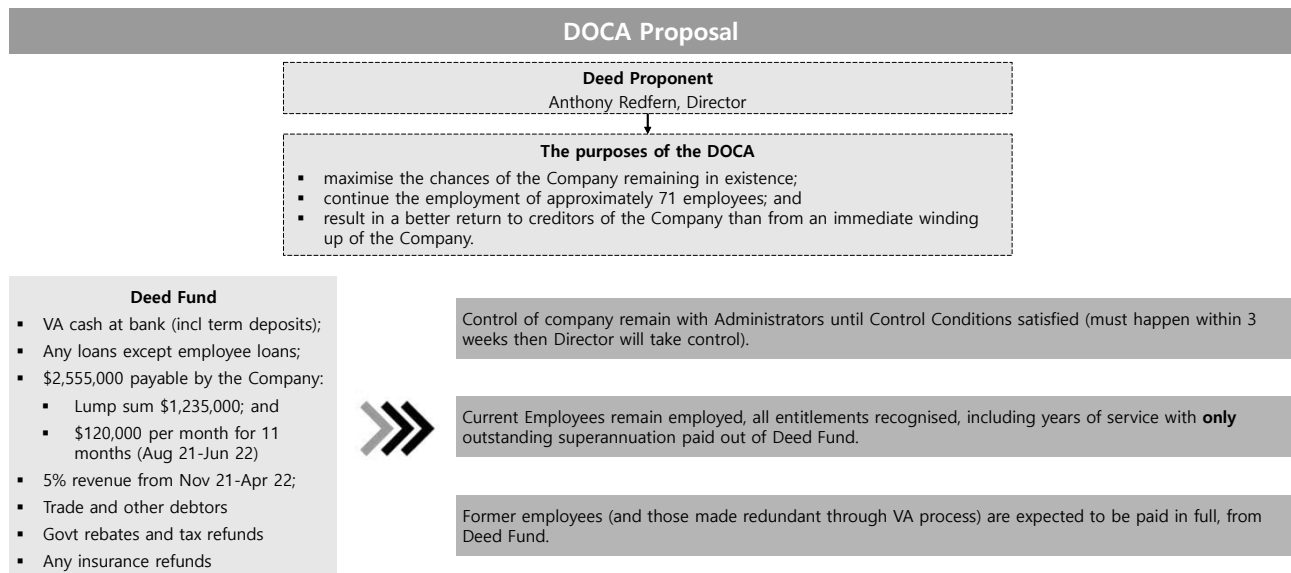 DOCA Proposal
Deed Proponent
Anthony Redfern, Director
The purposes of the DOCA
▪ maximise the chances of the Company remaining in existence;
▪ continue the employment of approximately 71 employees; and
▪ result in a better return to creditors of the Company than from an immediate winding
up of the Company.
Deed Fund
▪ VA cash at bank (incl term deposits);
▪ Any loans except employee loans;
▪ $2,555,000 payable by the Company:
▪ Lump sum $1,235,000; and
▪ $120,000 per month for 11
months (Aug 21-Jun 22)
▪ 5% revenue from Nov 21-Apr 22;
▪ Trade and other debtors
▪ Govt rebates and tax refunds
▪ Any insurance refunds
Control of company remain with Administrators until Control Conditions satisfied (must happen within 3
weeks then Director will take control).
Current Employees remain employed, all entitlements recognised, including years of service with only
outstanding superannuation paid out of Deed Fund.
Former employees (and those made redundant through VA process) are expected to be paid in full, from
Deed Fund.